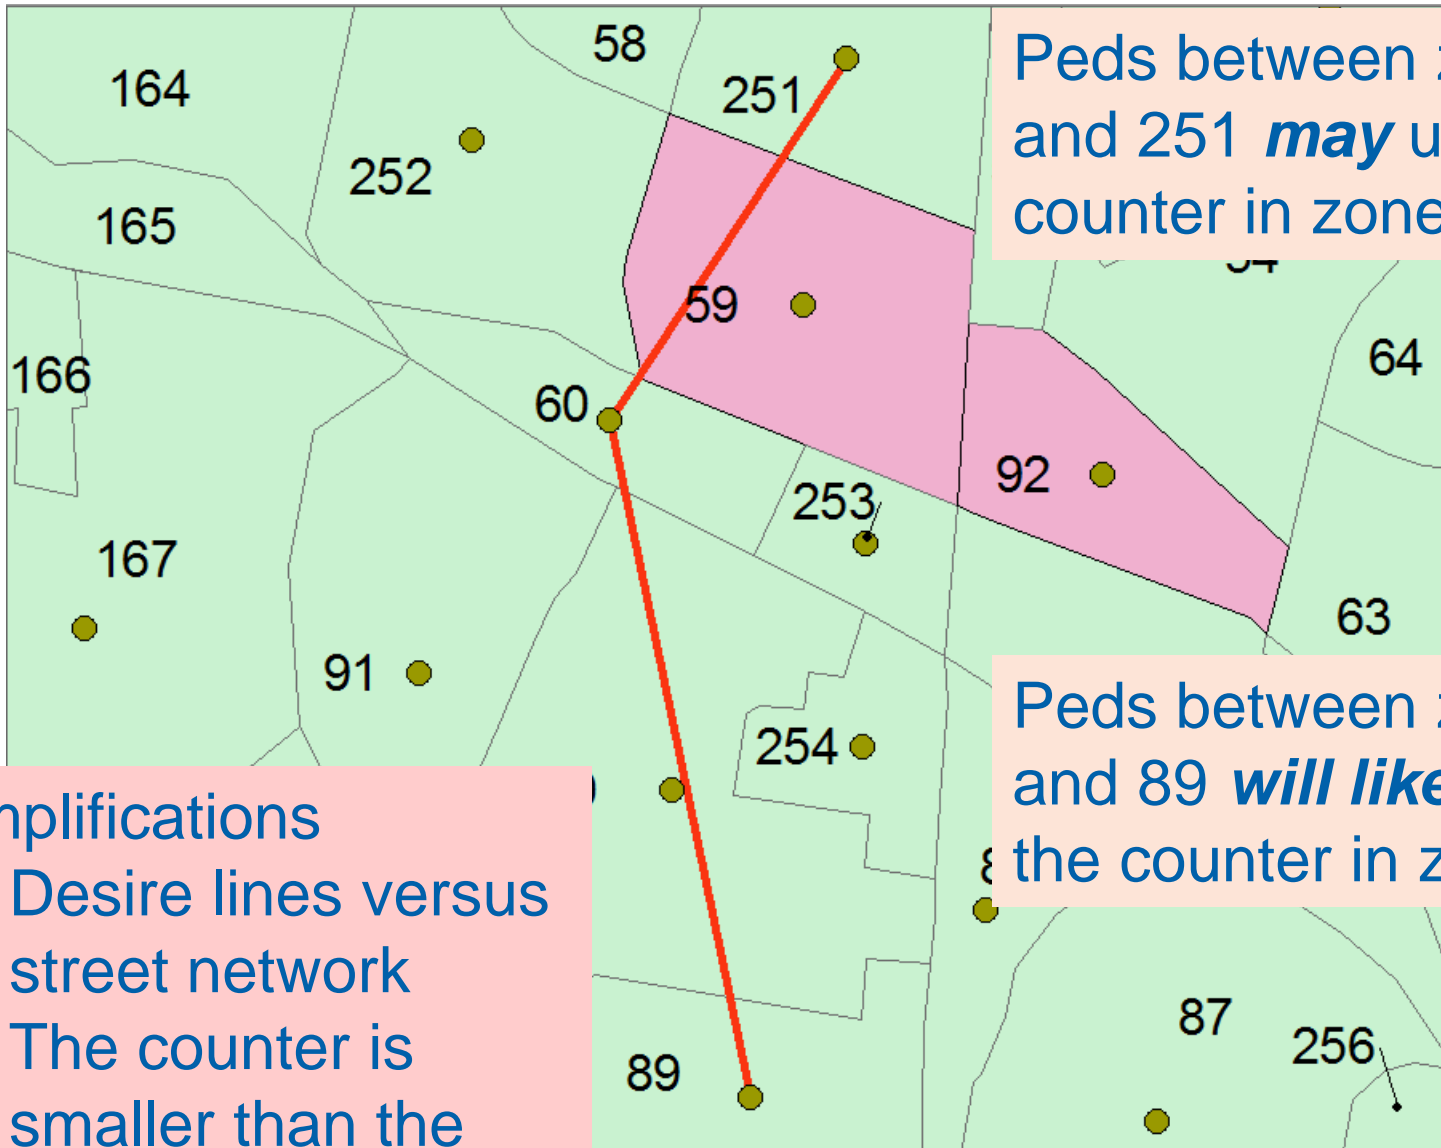 58
164
251
Peds between z
and 251 may u
counter in zone
252
165
59
64
166
60
92
253
167
63
91
254
Peds between z
and 89 will like
the counter in z
mplifications
Desire lines versus
street network
The counter is
smaller than the
87
256
89